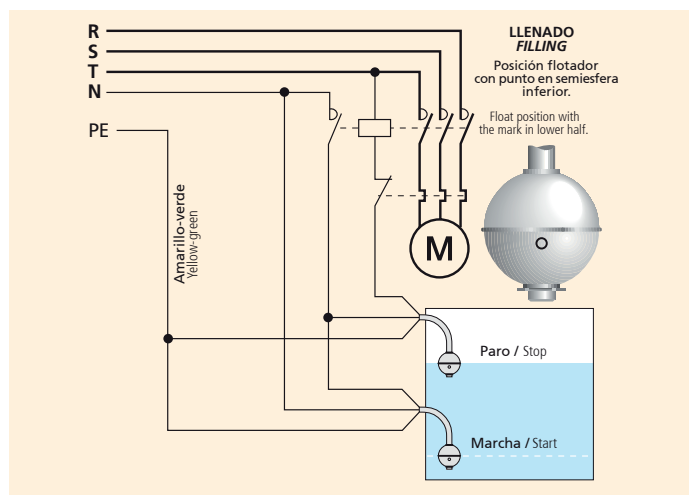 R
S
T
N
PE
Amarillo-verde
Yellow-green
LLENADO
FILLING
Posición flotador
con punto en semiesfera
inferior.
Float position with
the mark in lower half.
M
Paro / Stop
Marcha / Start